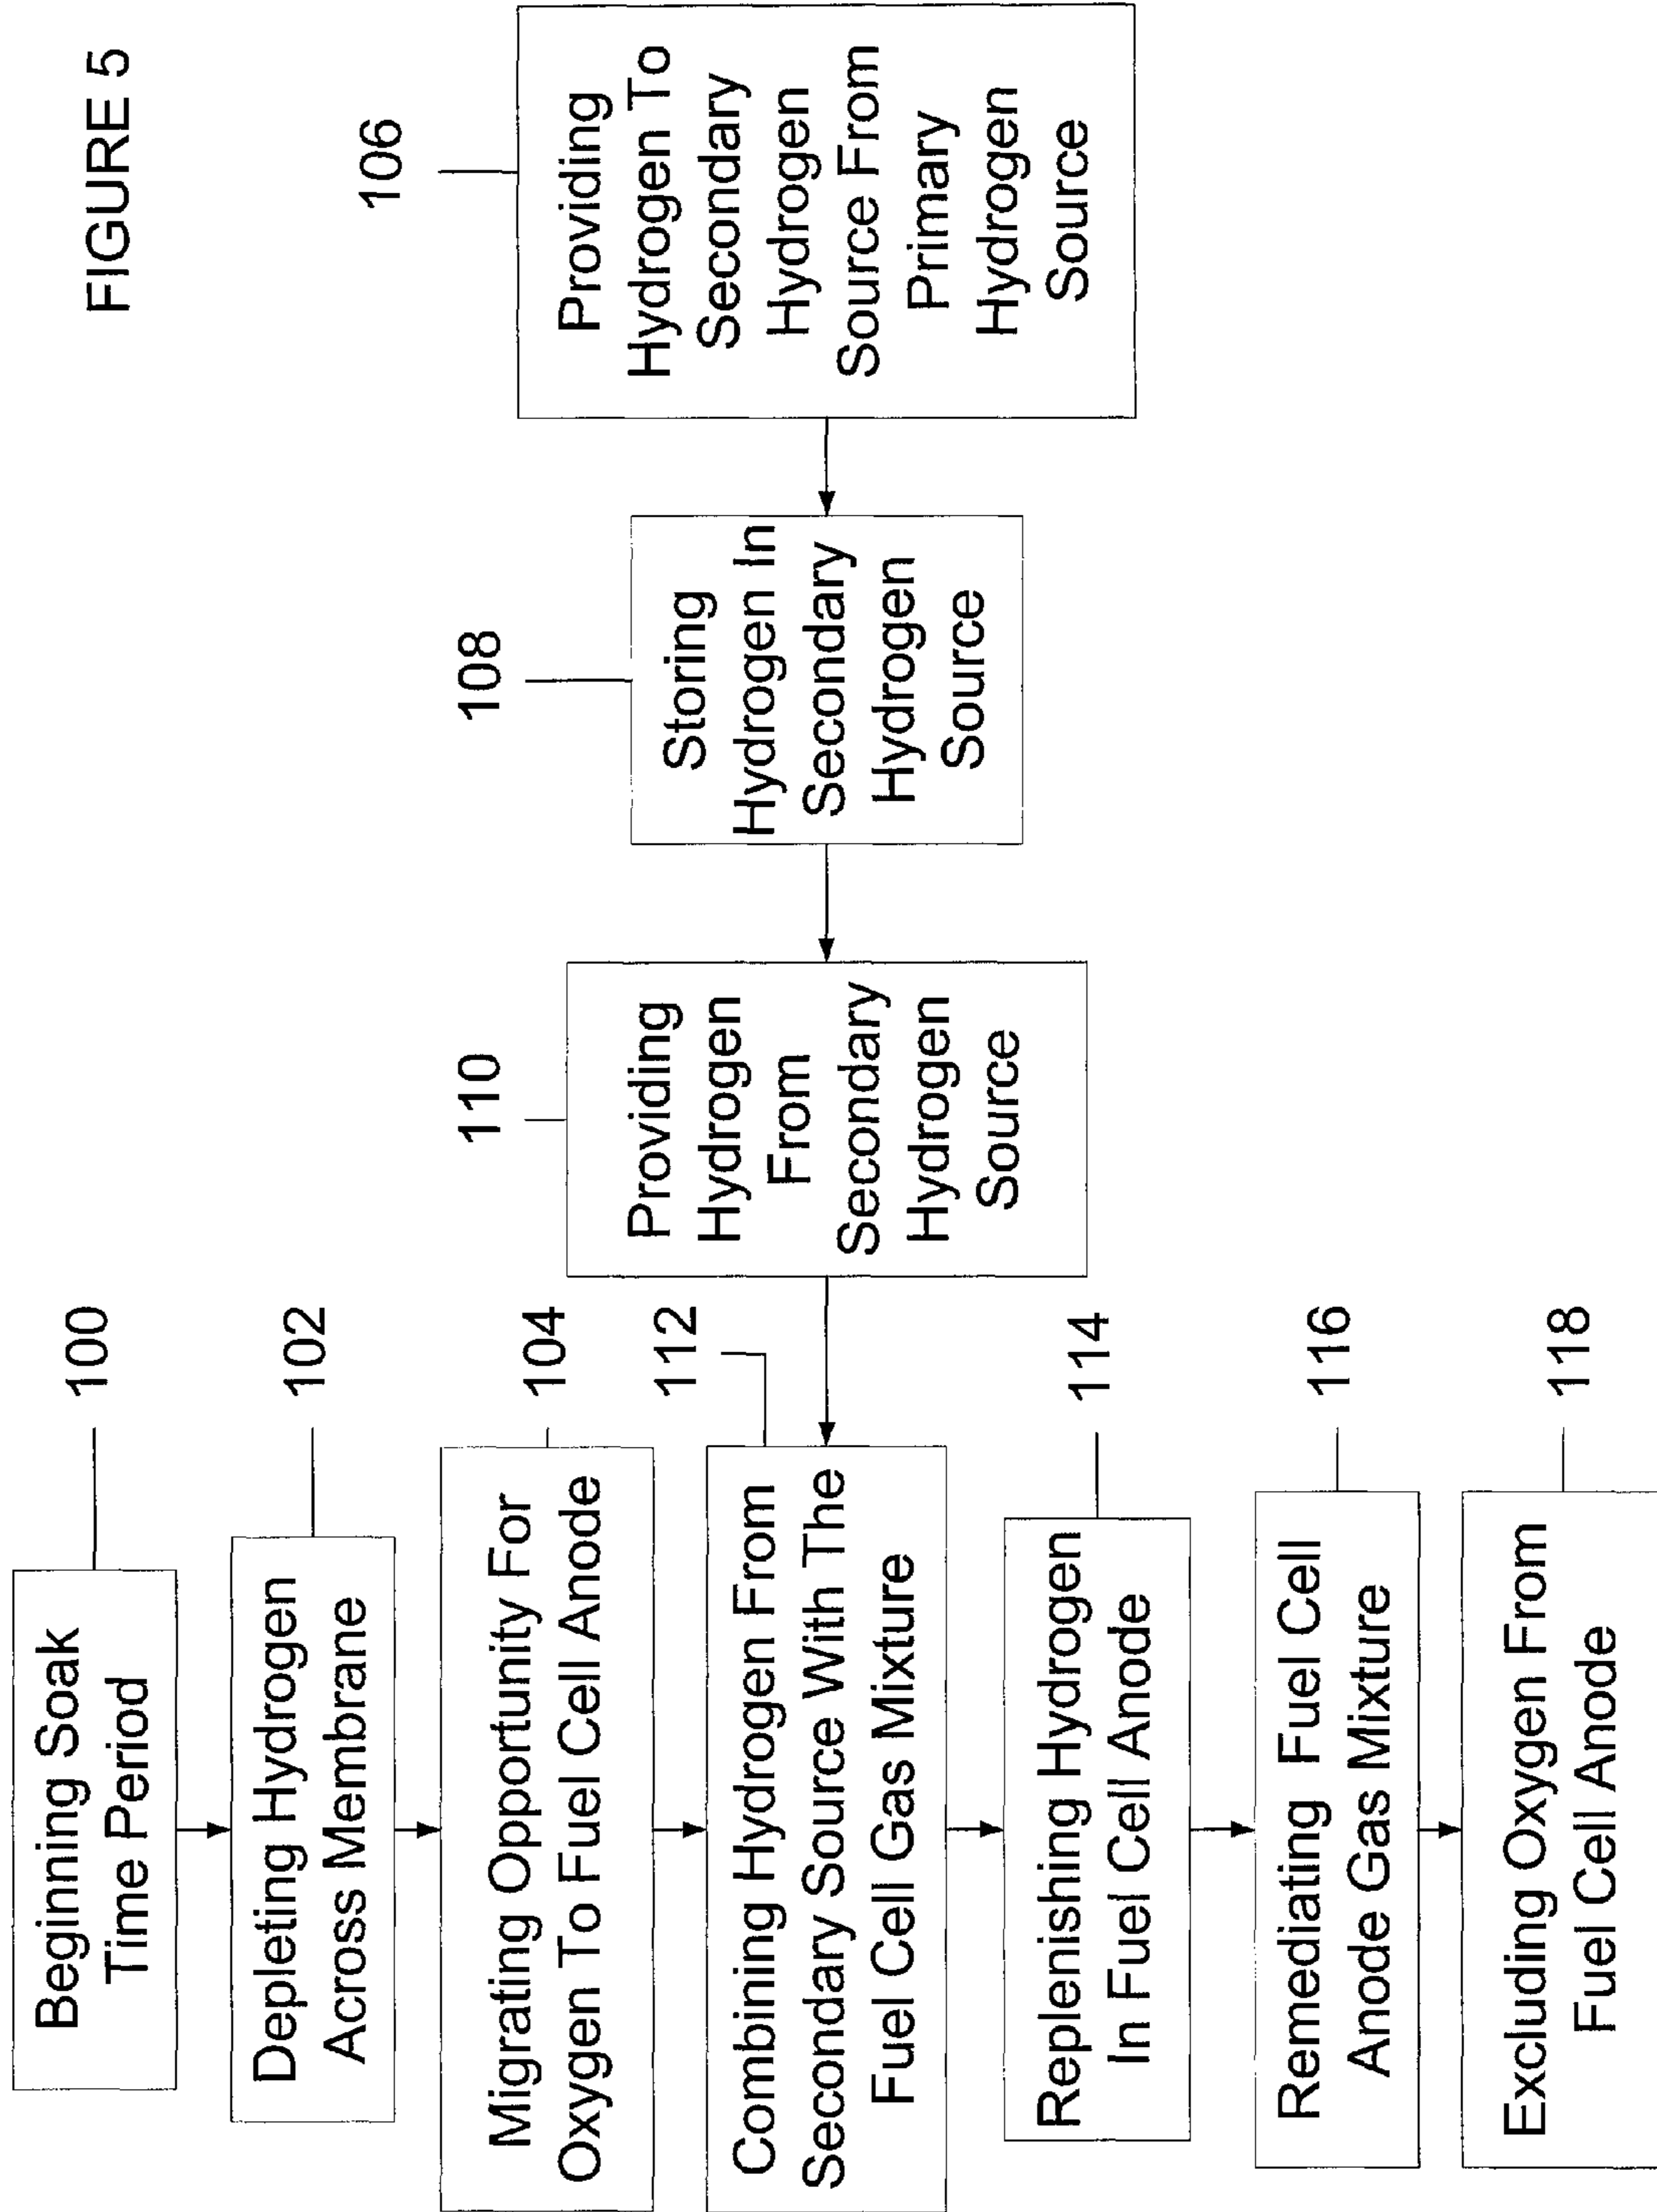 FIGURE 5
100
Beginning Soak
Time Period
102
Depleting Hydrogen
Across Membrane
104
Migrating Opportunity For
Oxygen To Fuel Cell Anode
106
Providing
Hydrogen To
Secondary
Hydrogen
Source From
Primary
Hydrogen
Source
108
Storing
Hydrogen In
Secondary
Hydrogen
Source
110
Providing
Hydrogen
From
Secondary
Hydrogen
Source
112
Combining Hydrogen From
Secondary Source With The
Fuel Cell Gas Mixture
114
Replenishing Hydrogen
In Fuel Cell Anode
116
Remediating Fuel Cell
Anode Gas Mixture
118
Excluding Oxygen From
Fuel Cell Anode